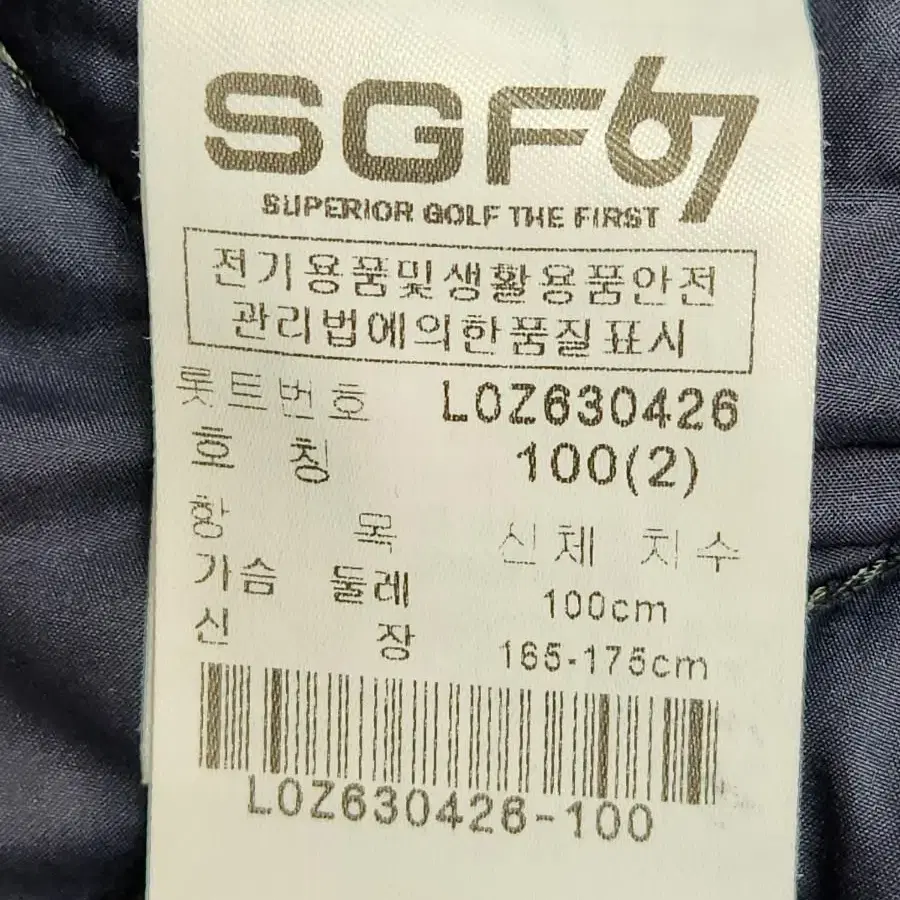 SGF67
SUPERIOR GOLF THE FIRST
전기용품및생활용품안전
관리법에의한품질표시
롯트번호 LOZ630426
호 칭 100(2)
항 목 신체 치수
가슴 둘레 100cm
신 장 165-175cm
LOZ630426-100